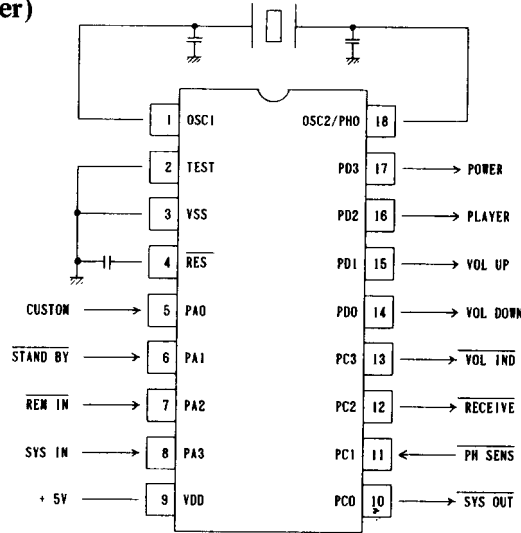 er)
1 OSC1 OSC2/PHO 18
2 TEST PD3 17 POWER
3 VSS PD2 16 PLAYER
4 RES PD1 15 VOL UP
CUSTOM 5 PA0 PD0 14 VOL DOWN
STAND BY 6 PA1 PC3 13 VOL IND
REM IN 7 PA2 PC2 12 RECEIVE
SYS IN 8 PA3 PC1 11 PH SENS
+ 5V 9 VDD PC0 10 SYS OUT